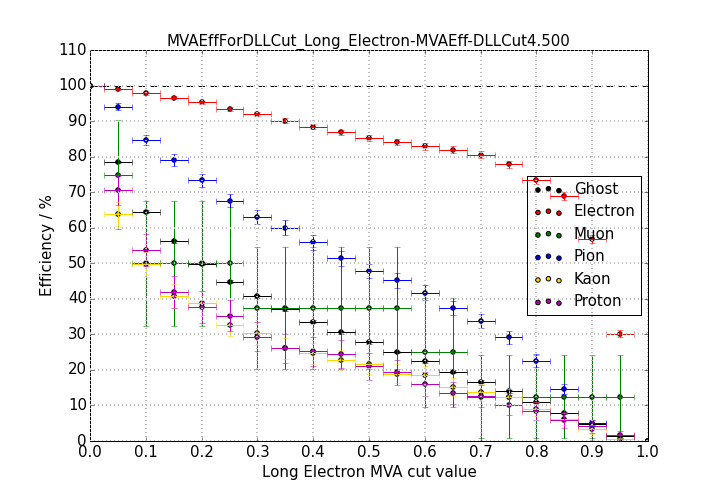 MVAEffForDLLCut_Long_Electron-MVAEff-DLLCut4.500
110
100
90
80
70
60
50
40
30
20
10
0
Efficiency / %
Ghost
Electron
Muon
Pion
Kaon
Proton
0.0 0.1 0.2 0.3 0.4 0.5 0.6 0.7 0.8 0.9 1.0
Long Electron MVA cut value